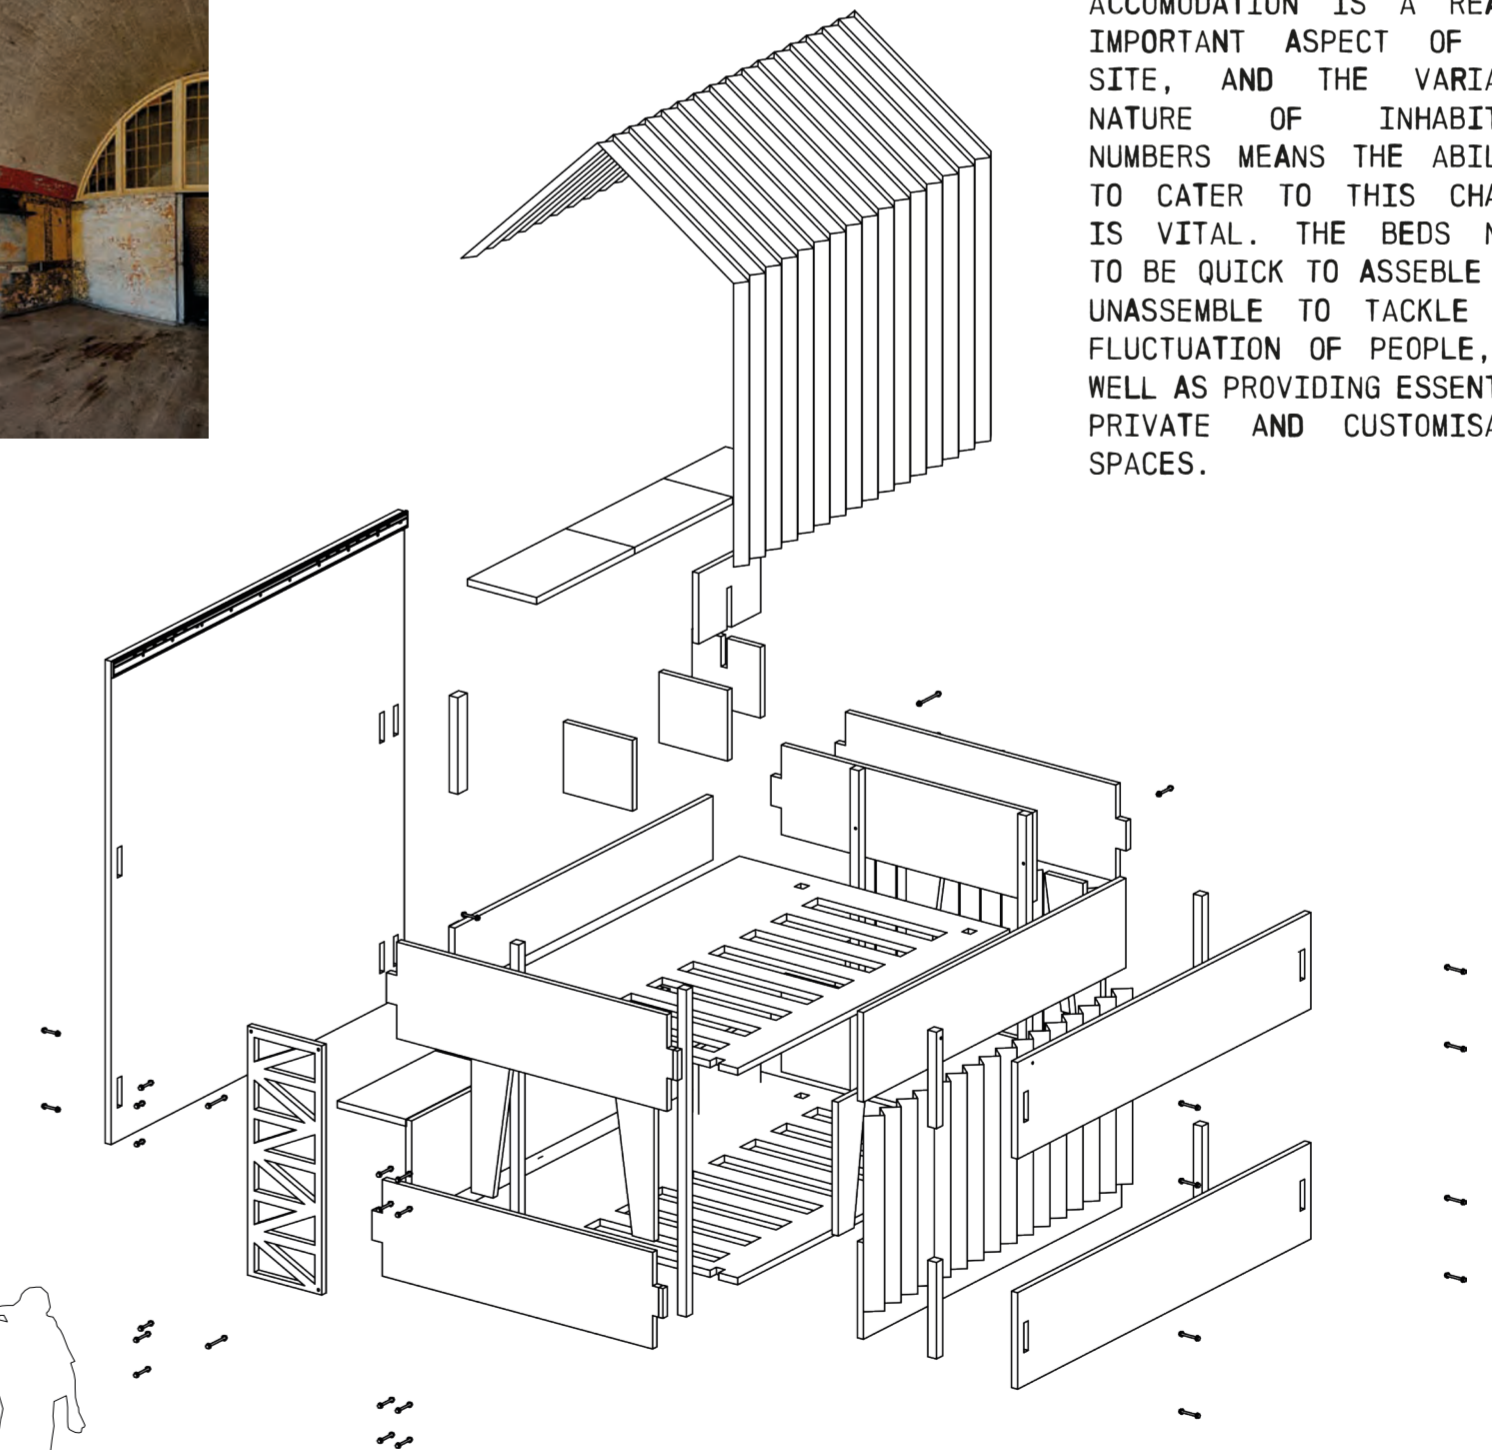 ACCOMODATION IS A REA
IMPORTANT ASPECT OF
SITE, AND THE VARIA
NATURE OF INHABIT
NUMBERS MEANS THE ABIL
TO CATER TO THIS CHA
IS VITAL. THE BEDS N
TO BE QUICK TO ASSEBLE
UNASSEMBLE TO TACKLE
FLUCTUATION OF PEOPLE,
WELL AS PROVIDING ESSENT
PRIVATE AND CUSTOMISA
SPACES.